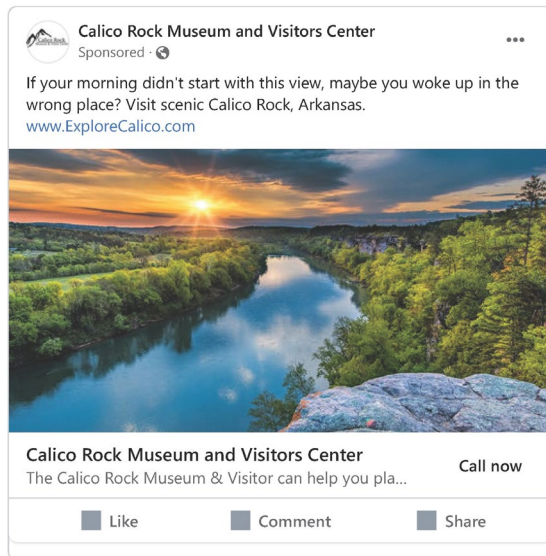 Calico Rock Museum and Visitors Center
Sponsored ·
If your morning didn't start with this view, maybe you woke up in the
wrong place? Visit scenic Calico Rock, Arkansas.
www.ExploreCalico.com
Calico Rock Museum and Visitors Center
The Calico Rock Museum & Visitor can help you pla...
Call now
Like
Comment
Share